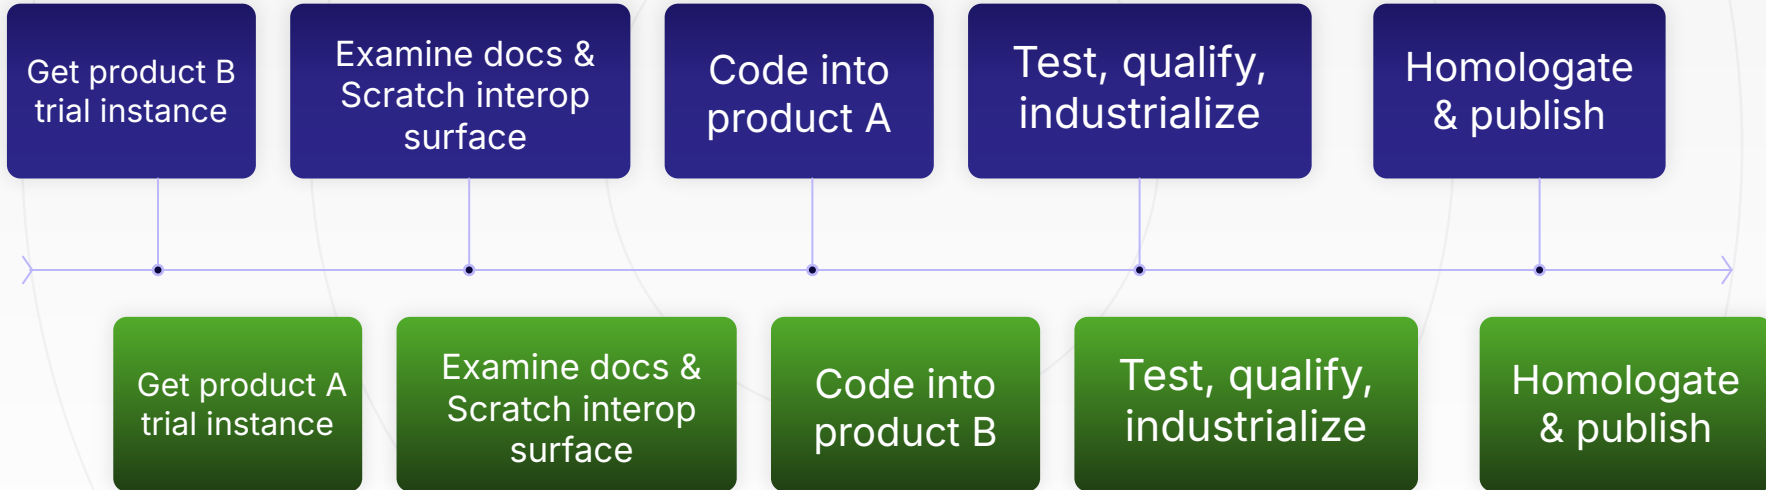 Get product B
trial instance
Examine docs &
Scratch interop
surface
Code into
product A
Test, qualify,
industrialize
Homologate
& publish
Get product A
trial instance
Examine docs &
Scratch interop
surface
Code into
product B
Test, qualify,
industrialize
Homologate
& publish